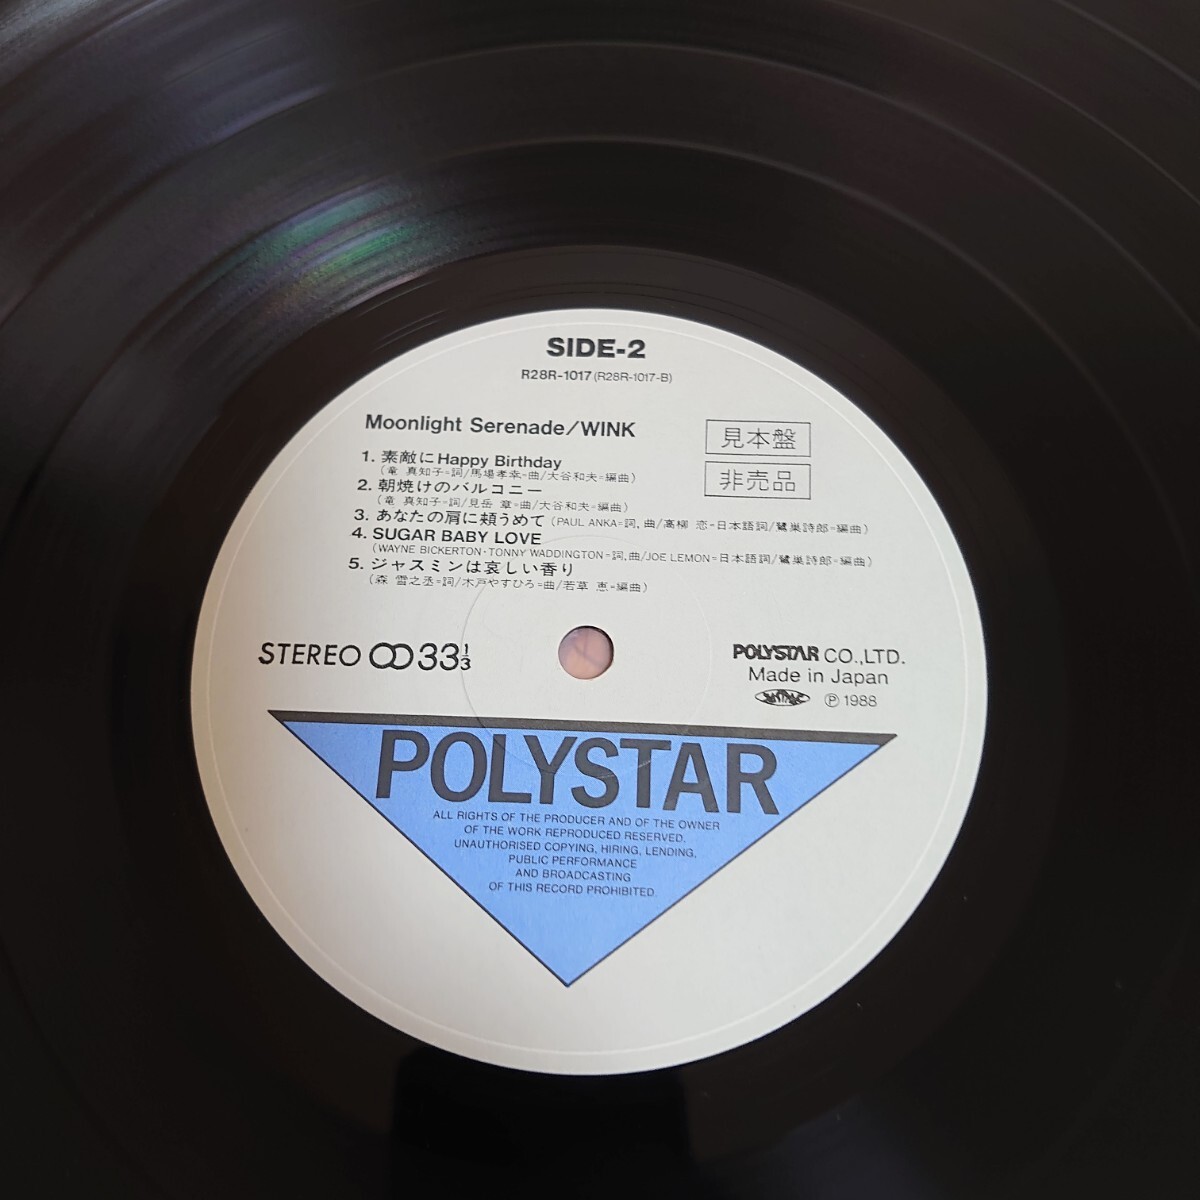 SIDE-2
R28R-1017 (R28R-1017-B)
Moonlight Serenade/WINK
見本盤
非売品
1. 素敵にHappy Birthday
(竜 真知子=詞/馬場孝幸=曲/大谷和夫=編曲)
2. 朝焼けのバルコニー
(竜 真知子=詞/見岳 章=曲/大谷和夫=編曲)
3. あなたの肩に頬うめて (PAUL ANKA=詞,曲/高柳 恋=日本語詞/鷺巣詩郎=編曲)
4. SUGAR BABY LOVE
(WAYNE BICKERTON・TONNY WADDINGTON=詞,曲/JOE LEMON=日本語詞/鷺巣詩郎=編曲)
5. ジャスミンは哀しい香り
(森 雪之丞=詞/木戸やすひろ=曲/若草 恵=編曲)
STEREO 33 1/3
POLYSTAR CO.,LTD.
Made in Japan
Ⓟ 1988
POLYSTAR
ALL RIGHTS OF THE PRODUCER AND OF THE OWNER
OF THE WORK REPRODUCED RESERVED.
UNAUTHORISED COPYING, HIRING, LENDING,
PUBLIC PERFORMANCE
AND BROADCASTING
OF THIS RECORD PROHIBITED.